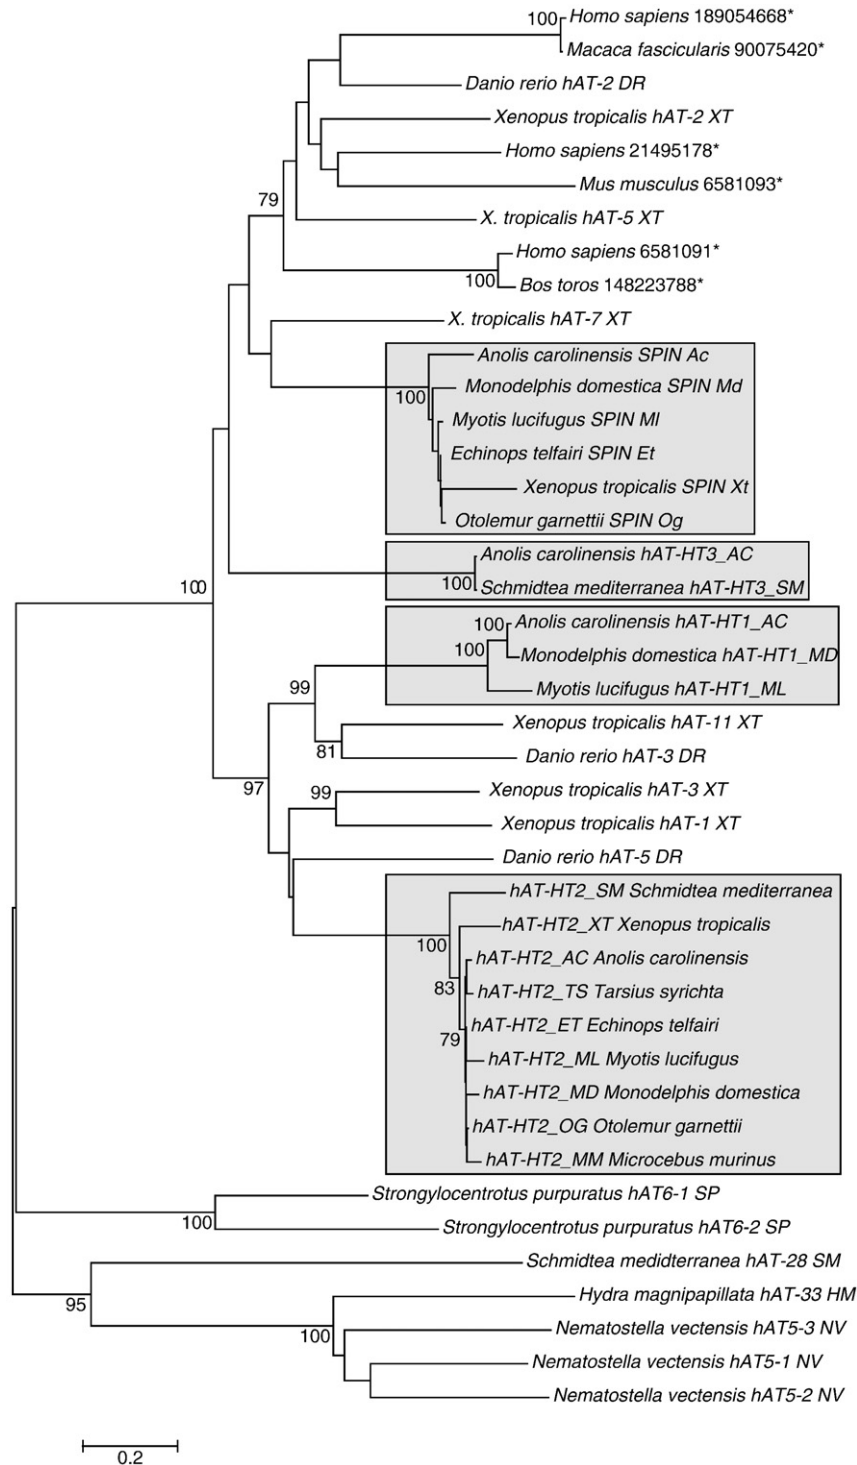 100 Homo sapiens 189054668*
Macaca fascicularis 90075420*
Danio rerio hAT-2 DR
Xenopus tropicalis hAT-2 XT
Homo sapiens 21495178*
Mus musculus 6581093*
79
X. tropicalis hAT-5 XT
Homo sapiens 6581091*
100 Bos toros 148223788*
X. tropicalis hAT-7 XT
Anolis carolinensis SPIN Ac
Monodelphis domestica SPIN Md
100
Myotis lucifugus SPIN Ml
Echinops telfairi SPIN Et
Xenopus tropicalis SPIN Xt
Otolemur garnettii SPIN Og
Anolis carolinensis hAT-HT3_AC
100 Schmidtea mediterranea hAT-HT3_SM
100
100 Anolis carolinensis hAT-HT1_AC
100 Monodelphis domestica hAT-HT1_MD
99 Myotis lucifugus hAT-HT1_ML
Xenopus tropicalis hAT-11 XT
81 Danio rerio hAT-3 DR
97 99 Xenopus tropicalis hAT-3 XT
Xenopus tropicalis hAT-1 XT
Danio rerio hAT-5 DR
hAT-HT2_SM Schmidtea mediterranea
hAT-HT2_XT Xenopus tropicalis
100
hAT-HT2_AC Anolis carolinensis
83 hAT-HT2_TS Tarsius syrichta
hAT-HT2_ET Echinops telfairi
79
hAT-HT2_ML Myotis lucifugus
hAT-HT2_MD Monodelphis domestica
hAT-HT2_OG Otolemur garnettii
hAT-HT2_MM Microcebus murinus
Strongylocentrotus purpuratus hAT6-1 SP
100 Strongylocentrotus purpuratus hAT6-2 SP
Schmidtea medidterranea hAT-28 SM
95 Hydra magnipapillata hAT-33 HM
100 Nematostella vectensis hAT5-3 NV
Nematostella vectensis hAT5-1 NV
Nematostella vectensis hAT5-2 NV
0.2